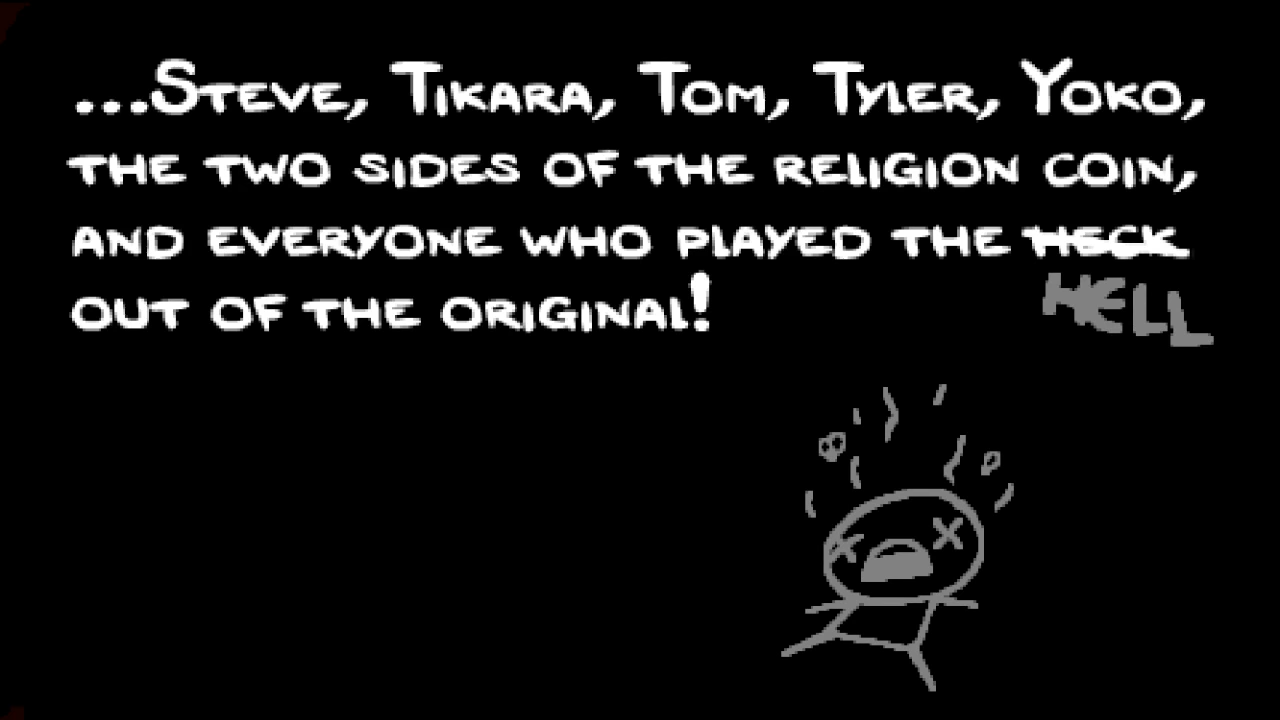 ...Steve, Tikara, Tom, Tyler, Yoko,
the two sides of the religion coin,
and everyone who played the heck
HELL
out of the original!